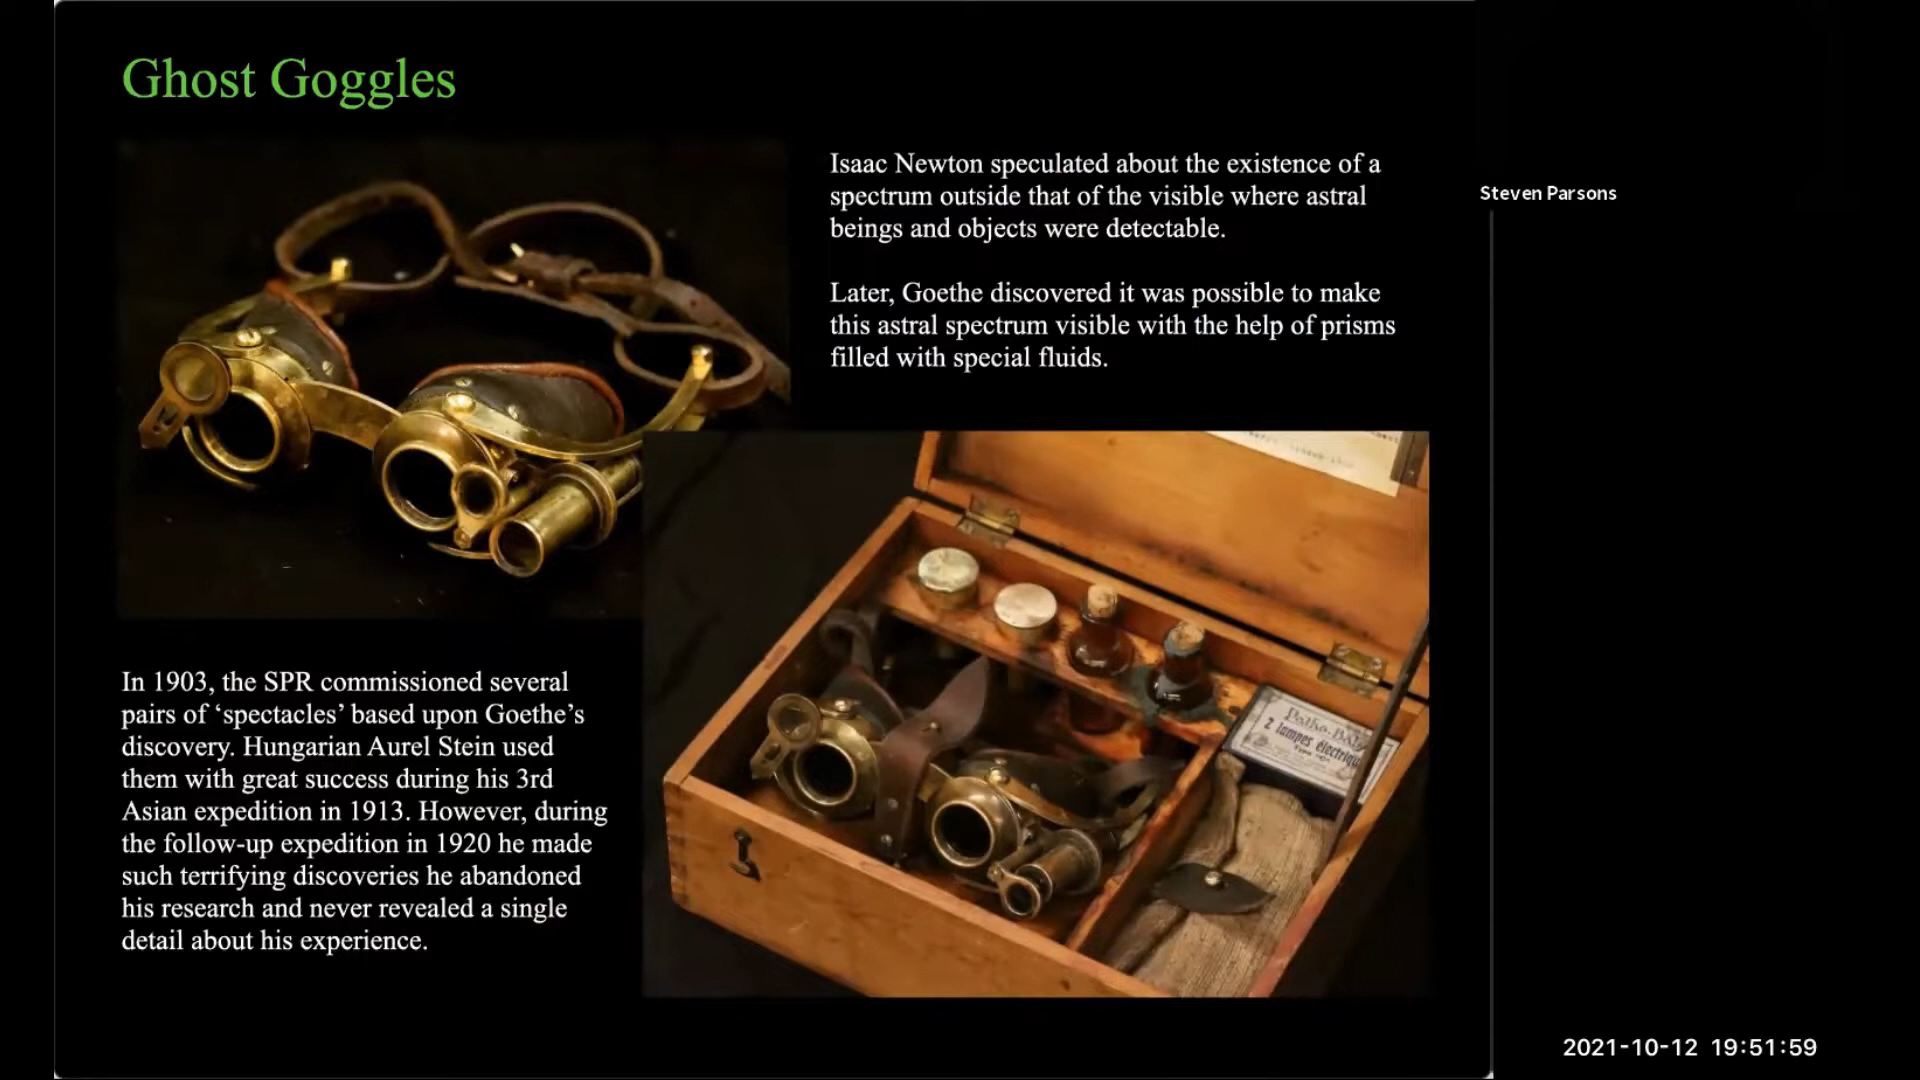 Ghost Goggles
Isaac Newton speculated about the existence of a
spectrum outside that of the visible where astral
beings and objects were detectable.
Later, Goethe discovered it was possible to make
this astral spectrum visible with the help of prisms
filled with special fluids.
Steven Parsons
In 1903, the SPR commissioned several
pairs of ‘spectacles’ based upon Goethe’s
discovery. Hungarian Aurel Stein used
them with great success during his 3rd
Asian expedition in 1913. However, during
the follow-up expedition in 1920 he made
such terrifying discoveries he abandoned
his research and never revealed a single
detail about his experience.
2 lampes
2021-10-12 19:51:59